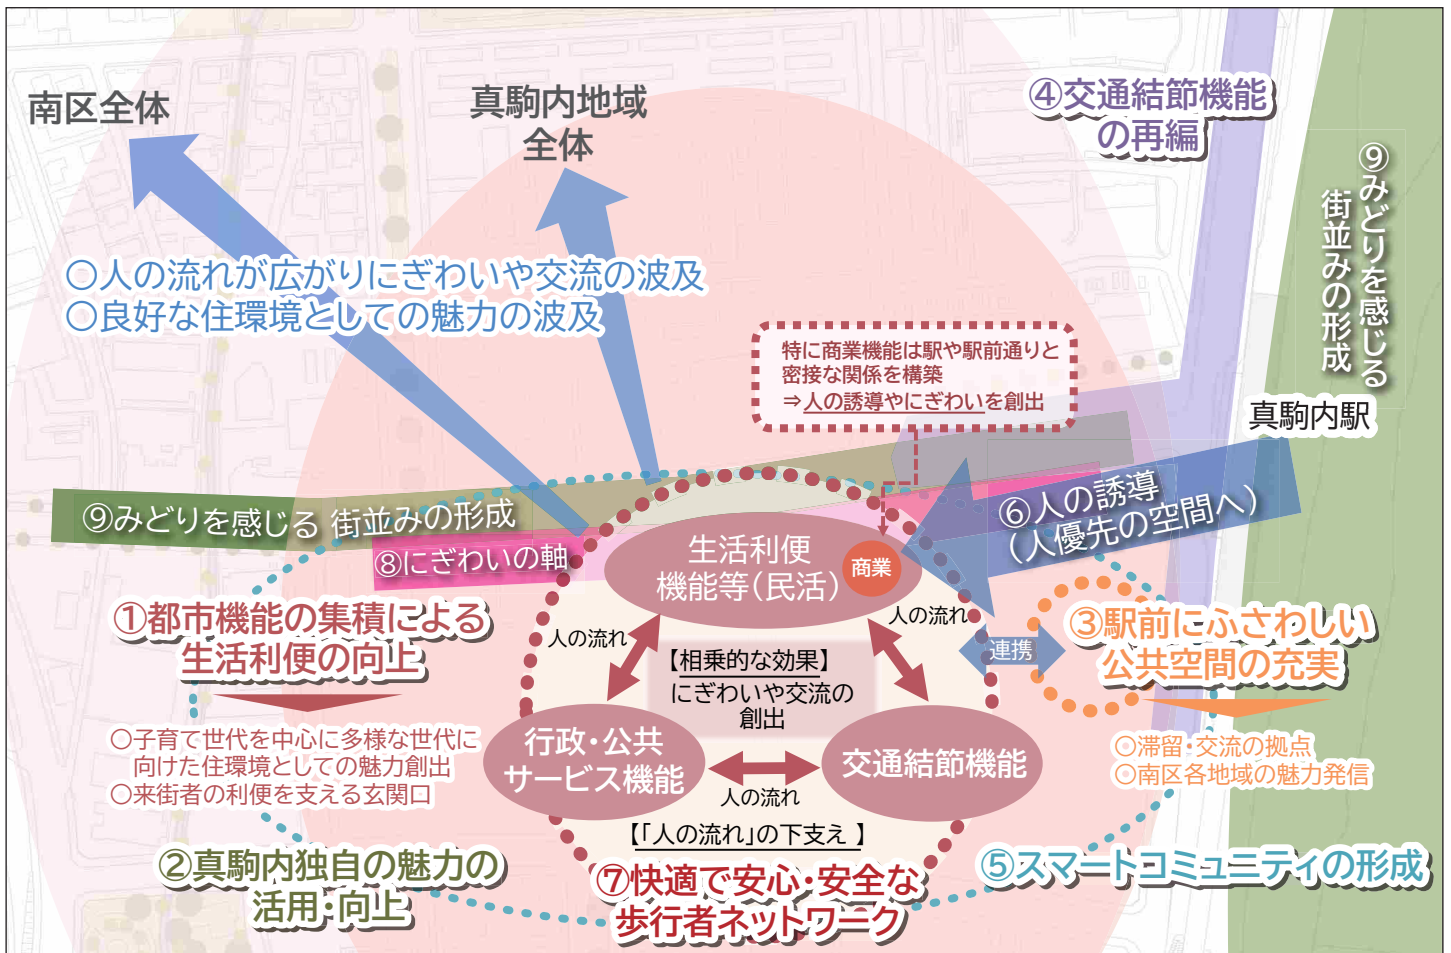 南区全体
真駒内地域
全体
④交通結節機能
の再編
⑨みどりを感じる
街並みの形成
○人の流れが広がりにぎわいや交流の波及
○良好な住環境としての魅力の波及
特に商業機能は駅や駅前通りと
密接な関係を構築
⇒人の誘導やにぎわいを創出
真駒内駅
⑨みどりを感じる 街並みの形成
⑧にぎわいの軸
⑥人の誘導
（人優先の空間へ）
生活利便
機能等（民活）
商業
①都市機能の集積による
生活利便の向上
人の流れ
人の流れ
連携
③駅前にふさわしい
公共空間の充実
【相乗的な効果】
にぎわいや交流の
創出
○子育て世代を中心に多様な世代に
向けた住環境としての魅力創出
○来街者の利便を支える玄関口
行政・公共
サービス機能
交通結節機能
人の流れ
○滞留・交流の拠点
○南区各地域の魅力発信
【「人の流れ」の下支え】
②真駒内独自の魅力の
活用・向上
⑦快適で安心・安全な
歩行者ネットワーク
⑤スマートコミュニティの形成